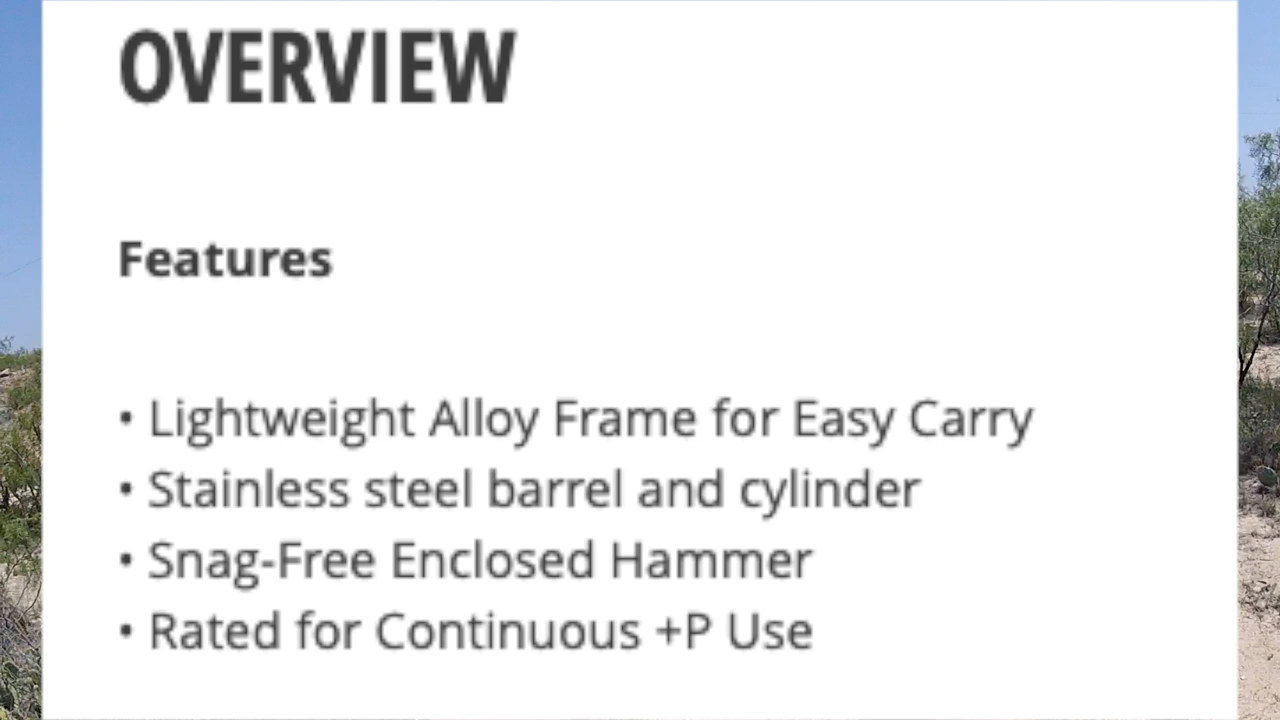 OVERVIEW
Features
• Lightweight Alloy Frame for Easy Carry
• Stainless steel barrel and cylinder
• Snag-Free Enclosed Hammer
• Rated for Continuous +P Use